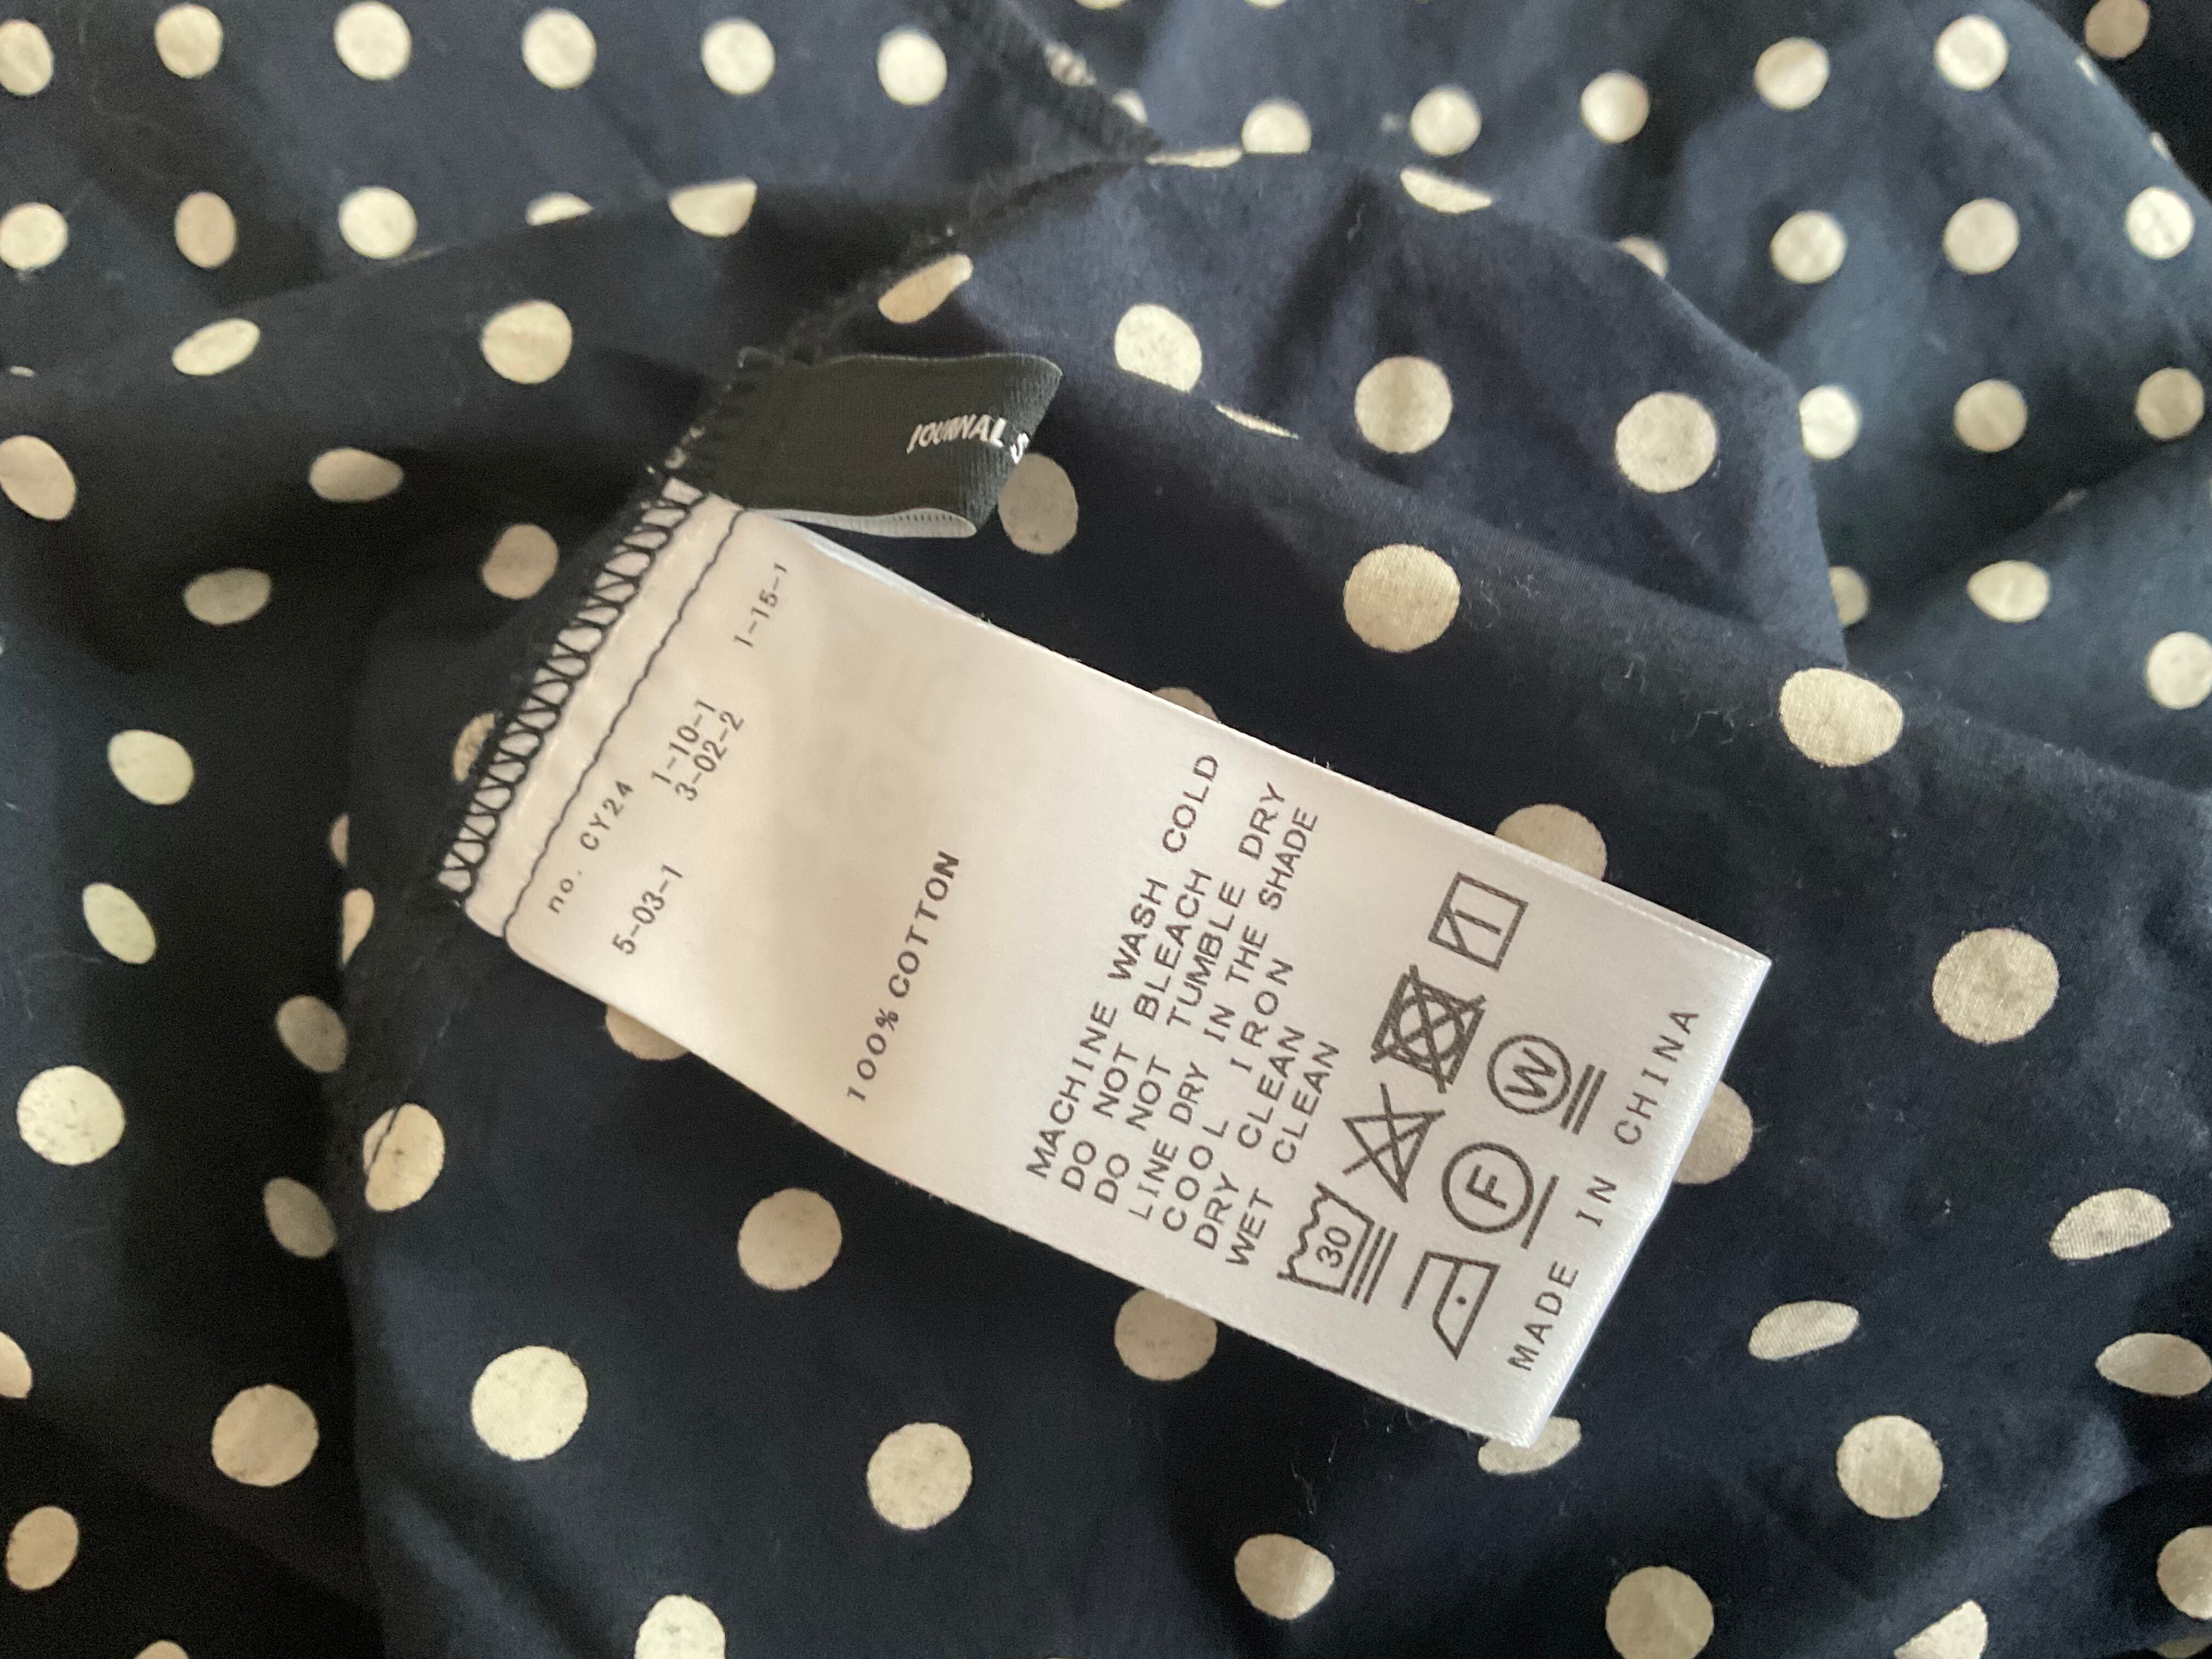 JOURNAL
no. CY24
1-10-1
1-15-1
5-03-1
3-02-2
100% COTTON
MACHINE WASH COLD
DO NOT BLEACH
DO NOT TUMBLE DRY
LINE DRY IN THE SHADE
COOL IRON
DRY CLEAN
WET CLEAN
30
F
W
MADE IN CHINA